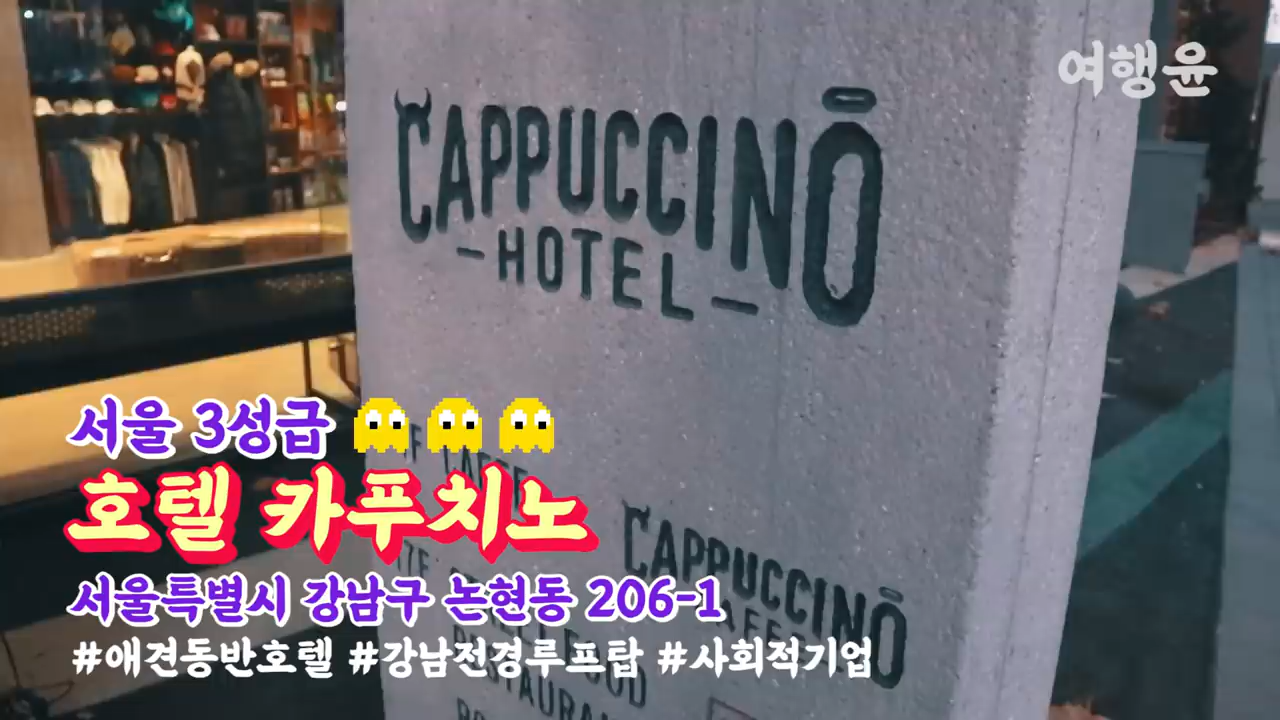 여행윤
CAPPUCCINO
-HOTEL-
서울 3성급
호텔 카푸치노
서울특별시 강남구 논현동 206-1
#애견동반호텔 #강남전경루프탑 #사회적기업
CAPPUCCINO